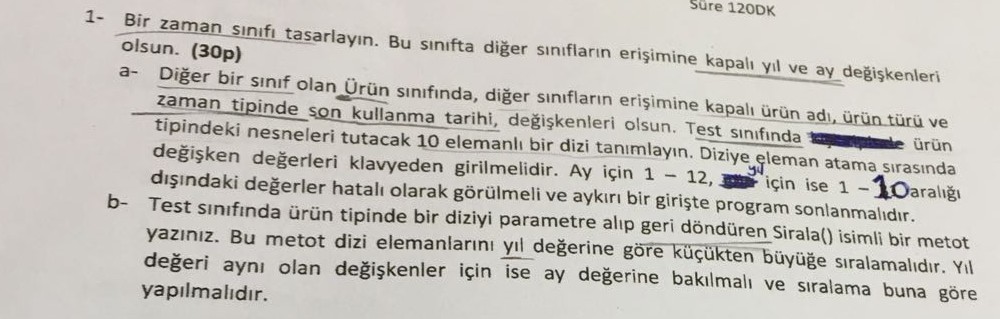 Süre 120DK
1- Bir zaman sınıfı tasarlayın. Bu sınıfta diğer sınıfların erişimine kapalı yıl ve ay değişkenleri
olsun. (30p)
a- Diğer bir sınıf olan Ürün sınıfında, diğer sınıfların erişimine kapalı ürün adı, ürün türü ve
zaman tipinde son kullanma tarihi, değişkenleri olsun. Test sınıfında ürün
tipindeki nesneleri tutacak 10 elemanlı bir dizi tanımlayın. Diziye eleman atama sırasında
değişken değerleri klavyeden girilmelidir. Ay için 1 – 12, yıl için ise 1 – 10 aralığı
dışındaki değerler hatalı olarak görülmeli ve aykırı bir girişte program sonlanmalıdır.
b- Test sınıfında ürün tipinde bir diziyi parametre alıp geri döndüren Sirala() isimli bir metot
yazınız. Bu metot dizi elemanlarını yıl değerine göre küçükten büyüğe sıralamalıdır. Yıl
değeri aynı olan değişkenler için ise ay değerine bakılmalı ve sıralama buna göre
yapılmalıdır.